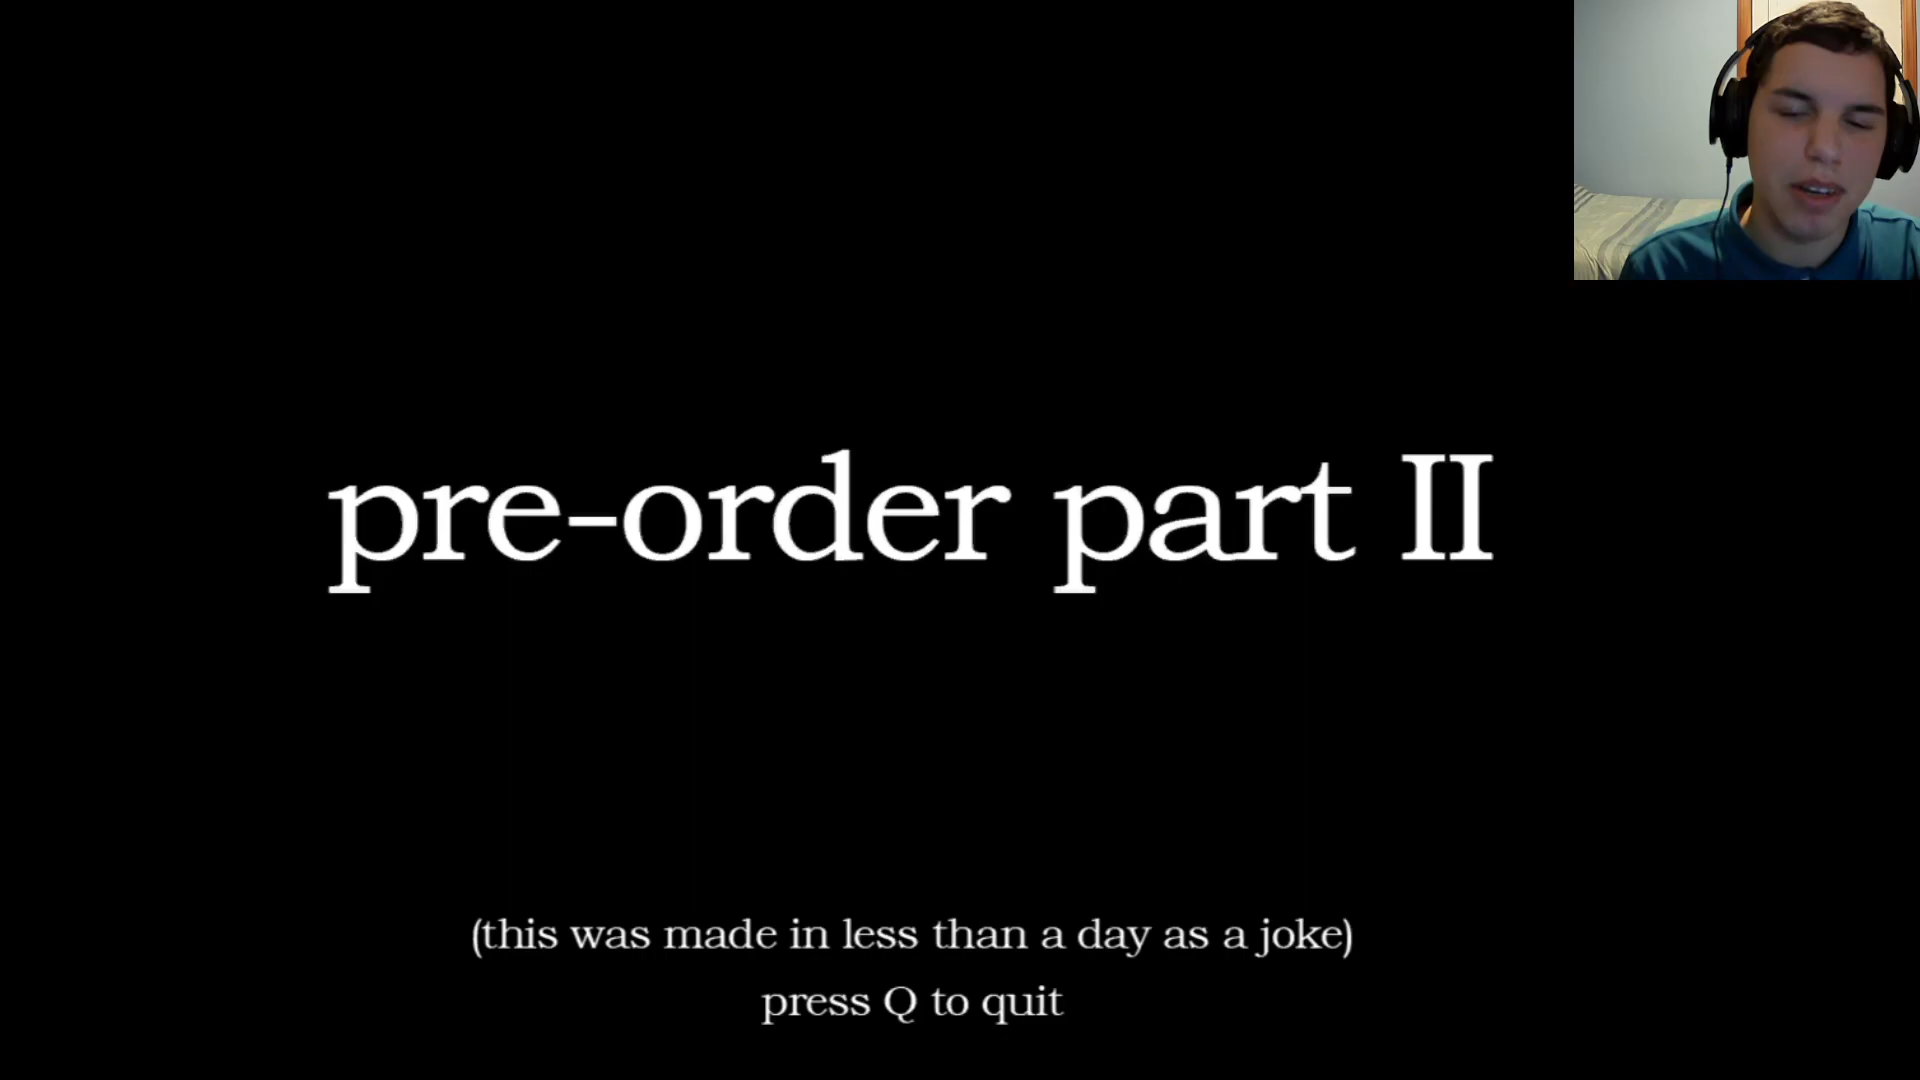 pre-order part II
(this was made in less than a day as a joke)
press Q to quit